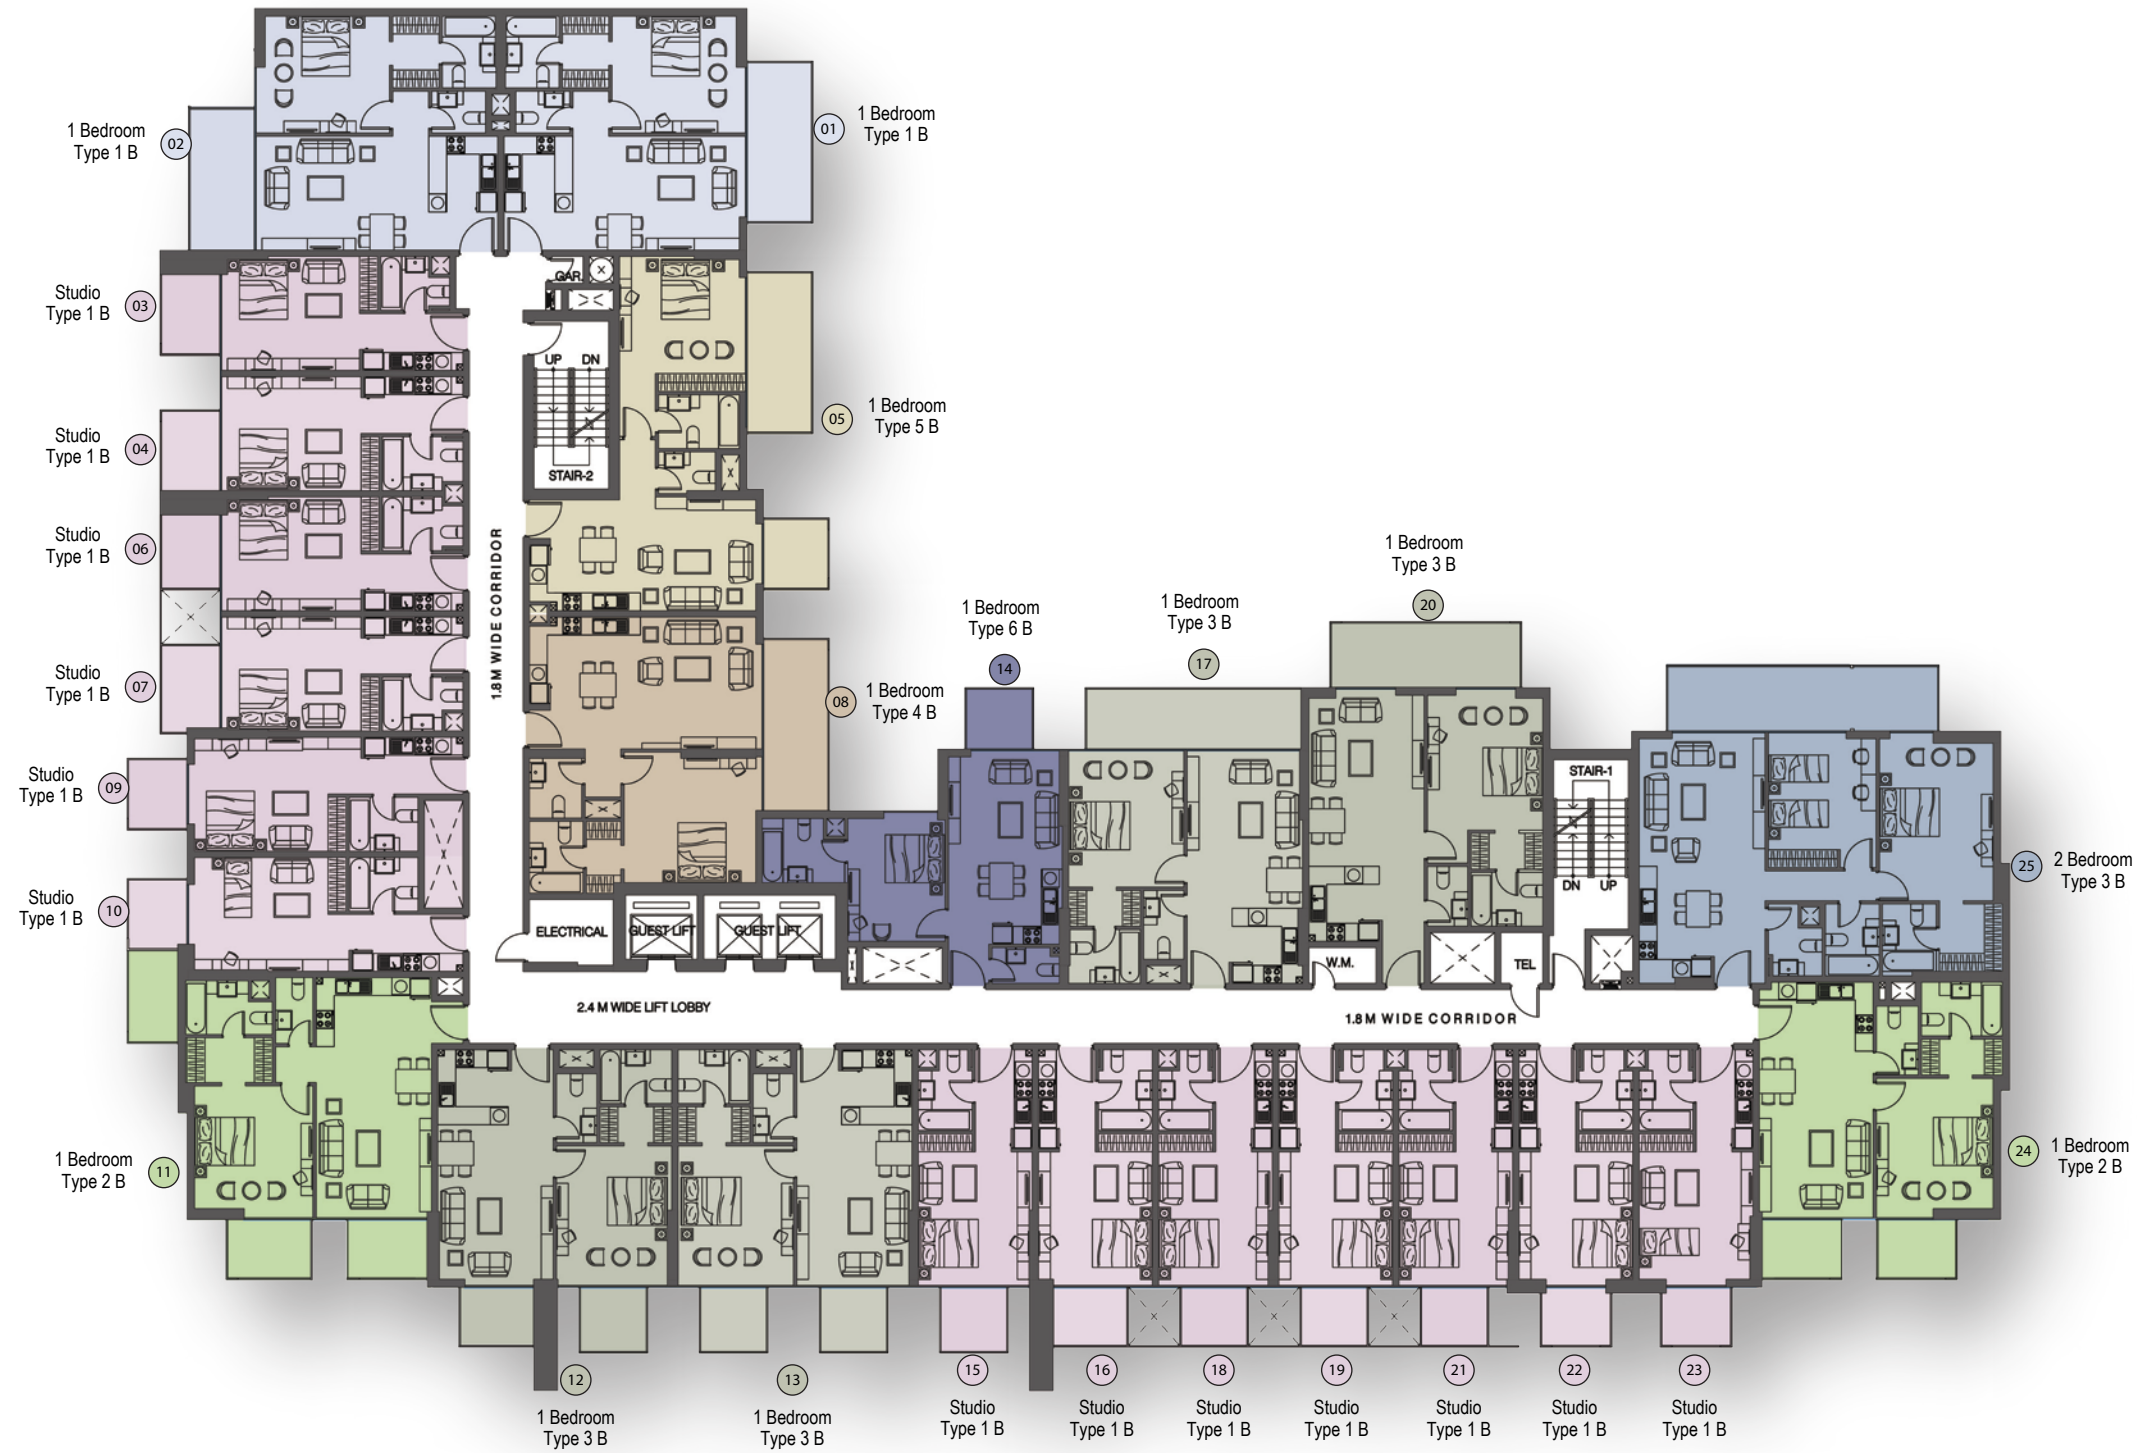 1 Bedroom
Type 1 B
02
01
1 Bedroom
Type 1 B
Studio
Type 1 B
03
GAR.
UP DN
STAIR-2
Studio
Type 1 B
04
05
1 Bedroom
Type 5 B
Studio
Type 1 B
06
1.8 M WIDE CORRIDOR
Studio
Type 1 B
07
08
1 Bedroom
Type 4 B
1 Bedroom
Type 6 B
14
1 Bedroom
Type 3 B
17
1 Bedroom
Type 3 B
20
Studio
Type 1 B
09
STAIR-1
DN UP
25
2 Bedroom
Type 3 B
Studio
Type 1 B
10
ELECTRICAL
GUEST LIFT
GUEST LIFT
W.M.
TEL
2.4 M WIDE LIFT LOBBY
1.8 M WIDE CORRIDOR
1 Bedroom
Type 2 B
11
24
1 Bedroom
Type 2 B
12
1 Bedroom
Type 3 B
13
1 Bedroom
Type 3 B
15
Studio
Type 1 B
16
Studio
Type 1 B
18
Studio
Type 1 B
19
Studio
Type 1 B
21
Studio
Type 1 B
22
Studio
Type 1 B
23
Studio
Type 1 B